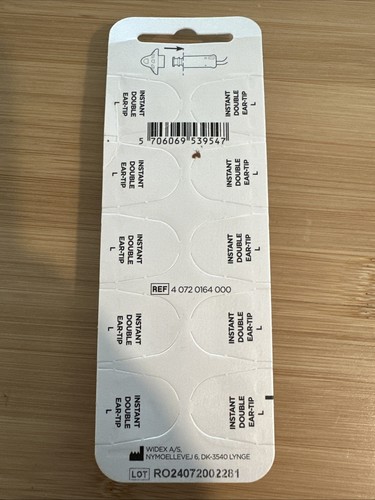 INSTANT
DOUBLE
EAR-TIP
L
INSTANT
DOUBLE
EAR-TIP
L
5 706069 539547
INSTANT
DOUBLE
EAR-TIP
L
INSTANT
DOUBLE
EAR-TIP
L
INSTANT
DOUBLE
EAR-TIP
L
INSTANT
DOUBLE
EAR-TIP
L
REF 4 072 0164 000
INSTANT
DOUBLE
EAR-TIP
L
INSTANT
DOUBLE
EAR-TIP
L
INSTANT
DOUBLE
EAR-TIP
L
INSTANT
DOUBLE
EAR-TIP
L
WIDEX A/S,
NYMOELLEVEJ 6, DK-3540 LYNGE
LOT RO24072002281